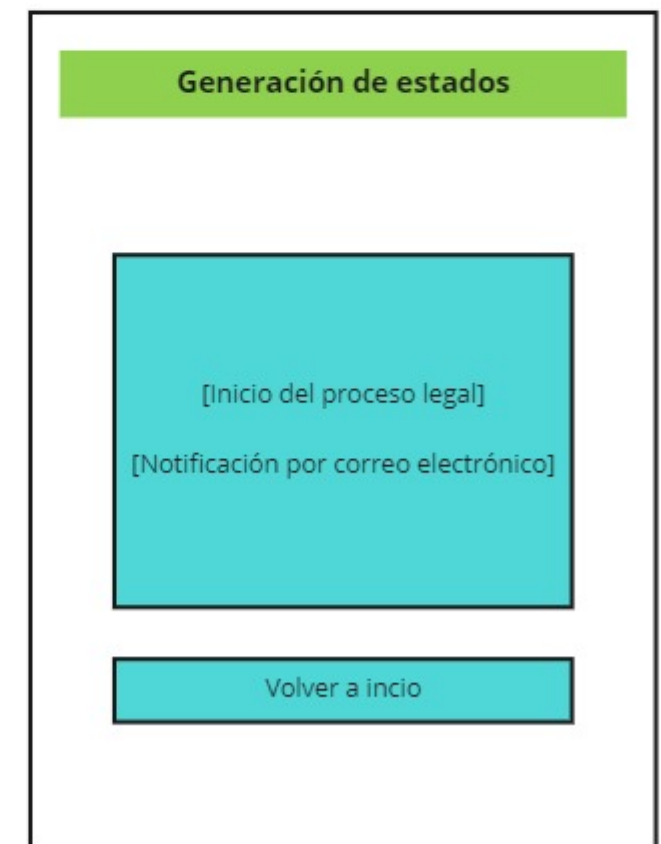 Generación de estados
[Inicio del proceso legal]
[Notificación por correo electrónico]
Volver a incio